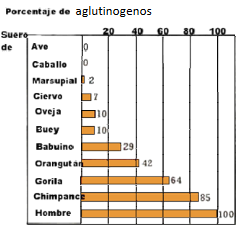 Porcentaje de aglutinogenos
Suero de
20 40 60 80 100
Ave 0
Caballo 0
Marsupial 2
Ciervo 7
Oveja 10
Buey 10
Babuino 29
Orangutan 42
Gorila 64
Chimpance 85
Hombre 100